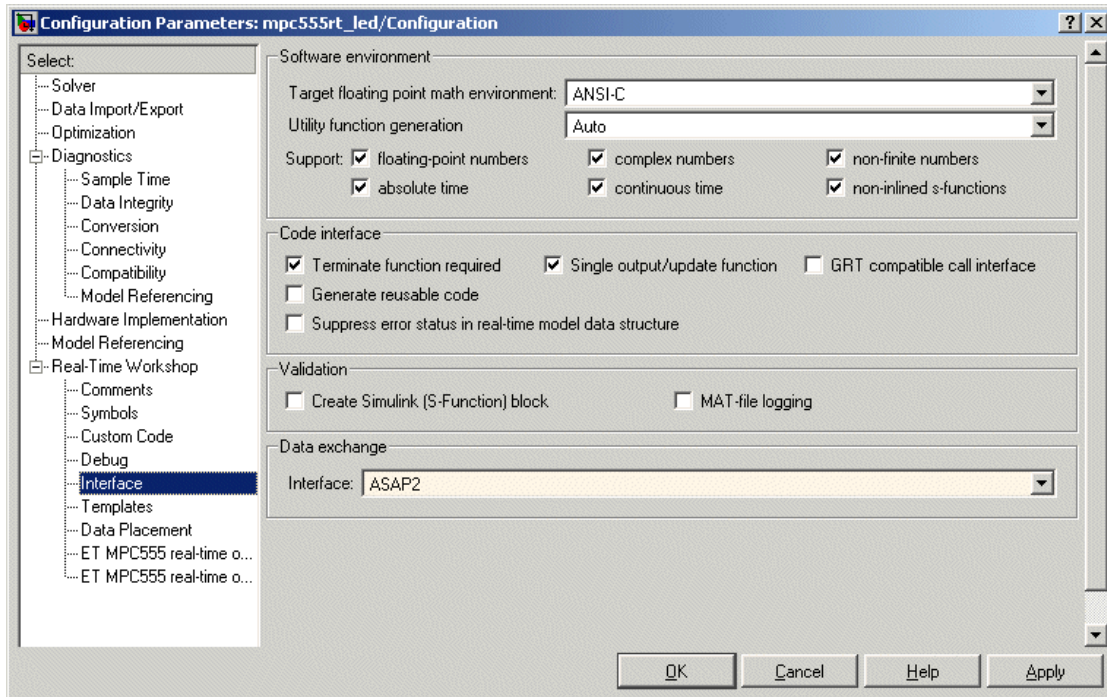 Configuration Parameters: mpc555rt_led/Configuration
Select:
Solver
Data Import/Export
Optimization
Diagnostics
Sample Time
Data Integrity
Conversion
Connectivity
Compatibility
Model Referencing
Hardware Implementation
Model Referencing
Real-Time Workshop
Comments
Symbols
Custom Code
Debug
Interface
Templates
Data Placement
ET MPC555 real-time o...
ET MPC555 real-time o...
Software environment
Target floating point math environment: ANSI-C
Utility function generation Auto
Support: floating-point numbers complex numbers non-finite numbers
absolute time continuous time non-inlined s-functions
Code interface
Terminate function required Single output/update function GRT compatible call interface
Generate reusable code
Suppress error status in real-time model data structure
Validation
Create Simulink (S-Function) block MAT-file logging
Data exchange
Interface: ASAP2
OK Cancel Help Apply